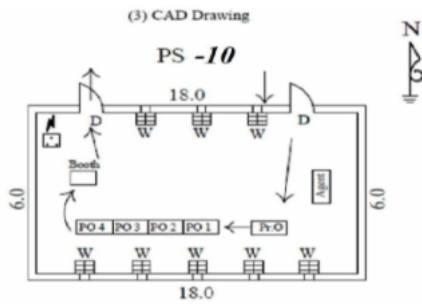 (3) CAD Drawing
PS -10
N
18.0
D W W W D
Booth
Agent
6.0
6.0
PO 4 PO 3 PO 2 PO 1 Pr.O
W W W W W
18.0